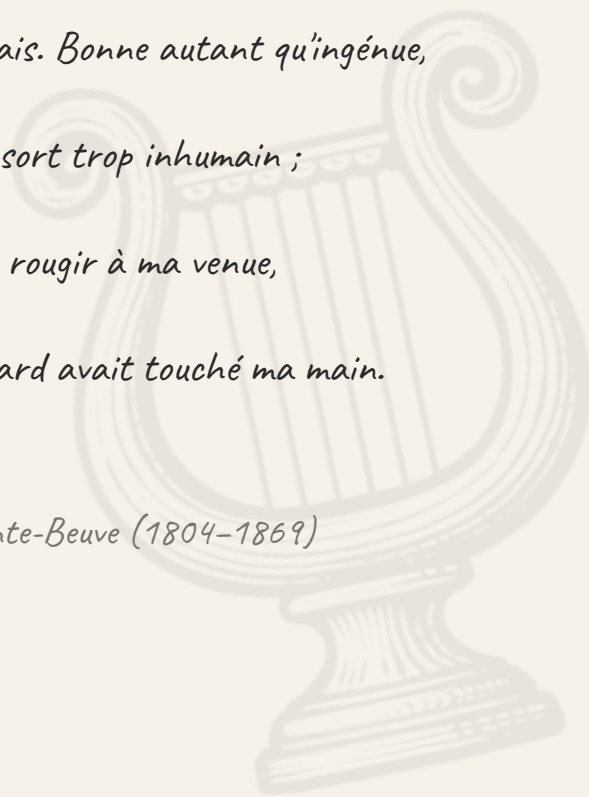 ais. Bonne autant qu'ingénue,
sort trop inhumain ;
rougir à ma venue,
ard avait touché ma main.
nte-Beuve (1804–1869)